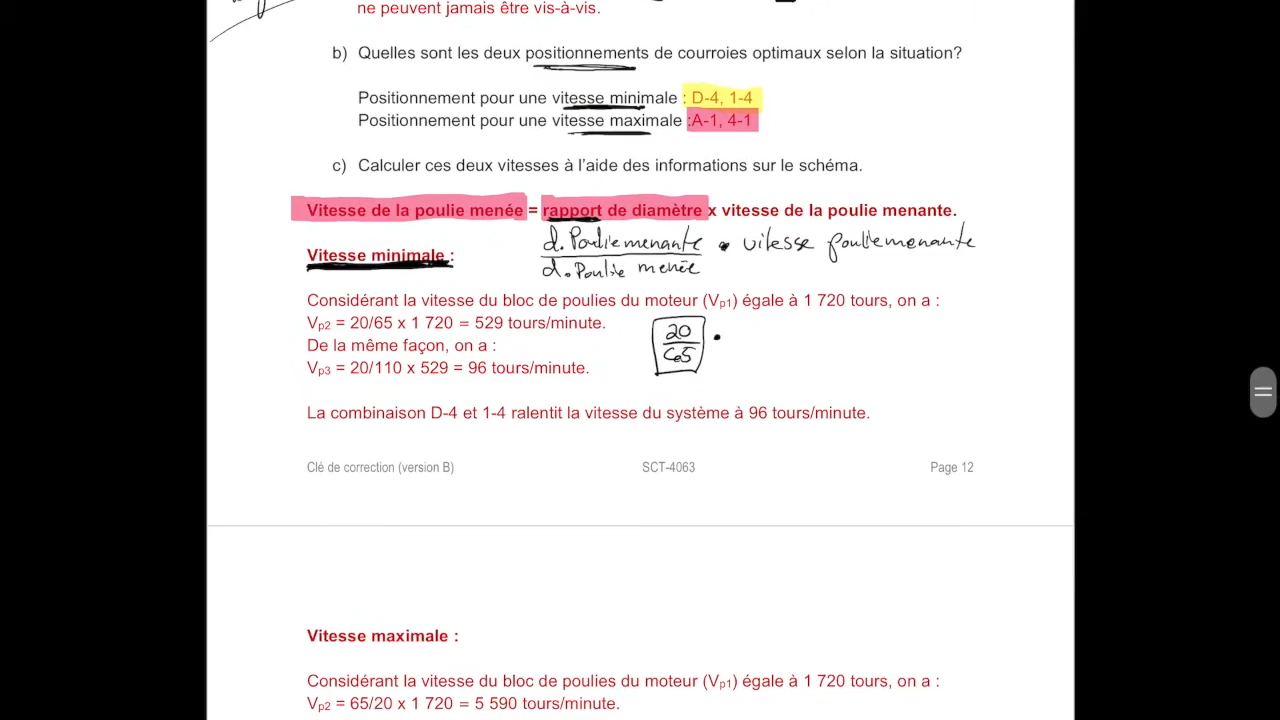 ne peuvent jamais être vis-à-vis.
b) Quelles sont les deux positionnements de courroies optimaux selon la situation?
Positionnement pour une vitesse minimale : D-4, 1-4
Positionnement pour une vitesse maximale :A-1, 4-1
c) Calculer ces deux vitesses à l'aide des informations sur le schéma.
Vitesse de la poulie menée = rapport de diamètre x vitesse de la poulie menante.
d. Poulie menante • vitesse poulie menante
d. Poulie menée
Vitesse minimale :
Considérant la vitesse du bloc de poulies du moteur (Vp1) égale à 1 720 tours, on a :
Vp2 = 20/65 x 1 720 = 529 tours/minute.
20
65 •
De la même façon, on a :
Vp3 = 20/110 x 529 = 96 tours/minute.
La combinaison D-4 et 1-4 ralentit la vitesse du système à 96 tours/minute.
Clé de correction (version B) SCT-4063 Page 12
Vitesse maximale :
Considérant la vitesse du bloc de poulies du moteur (Vp1) égale à 1 720 tours, on a :
Vp2 = 65/20 x 1 720 = 5 590 tours/minute.